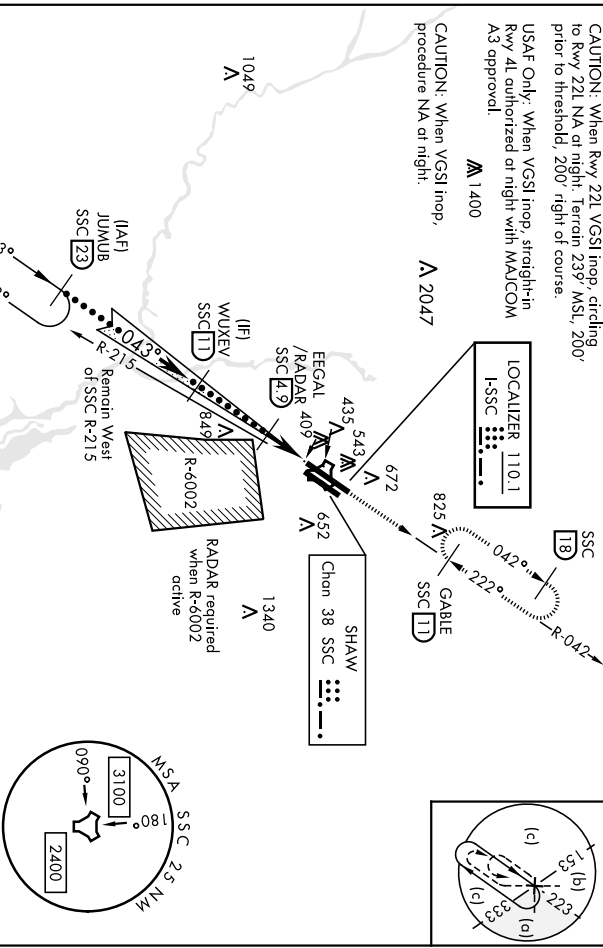 CAUTION: When Rwy 22L VGSI inop, circling
to Rwy 22L NA at night. Terrain 239' MSL, 200'
prior to threshold, 200' right of course.
USAF Only: When VGSI inop, straight-in
Rwy 4L authorized at night with MAJCOM
A3 approval.
CAUTION: When VGSI inop,
procedure NA at night.
1400
2047
1049
LOCALIZER 110.1
I-SSC
SSC
18
042°
222°
R-042
GABLE
SSC 11
825
672
543
435
409
652
EEGAL
/RADAR
SSC 4.9
(IF)
WUXEV
SSC 11
849
(IAF)
JUMUB
SSC 23
043°
R-215
Remain West
of SSC R-215
R-6002
RADAR required
when R-6002
active
1340
SHAW
Chan 38 SSC
MSA SSC 25 NM
3100
180°
090°
2400
(c)
153
(b)
223
(a)
333
(c)